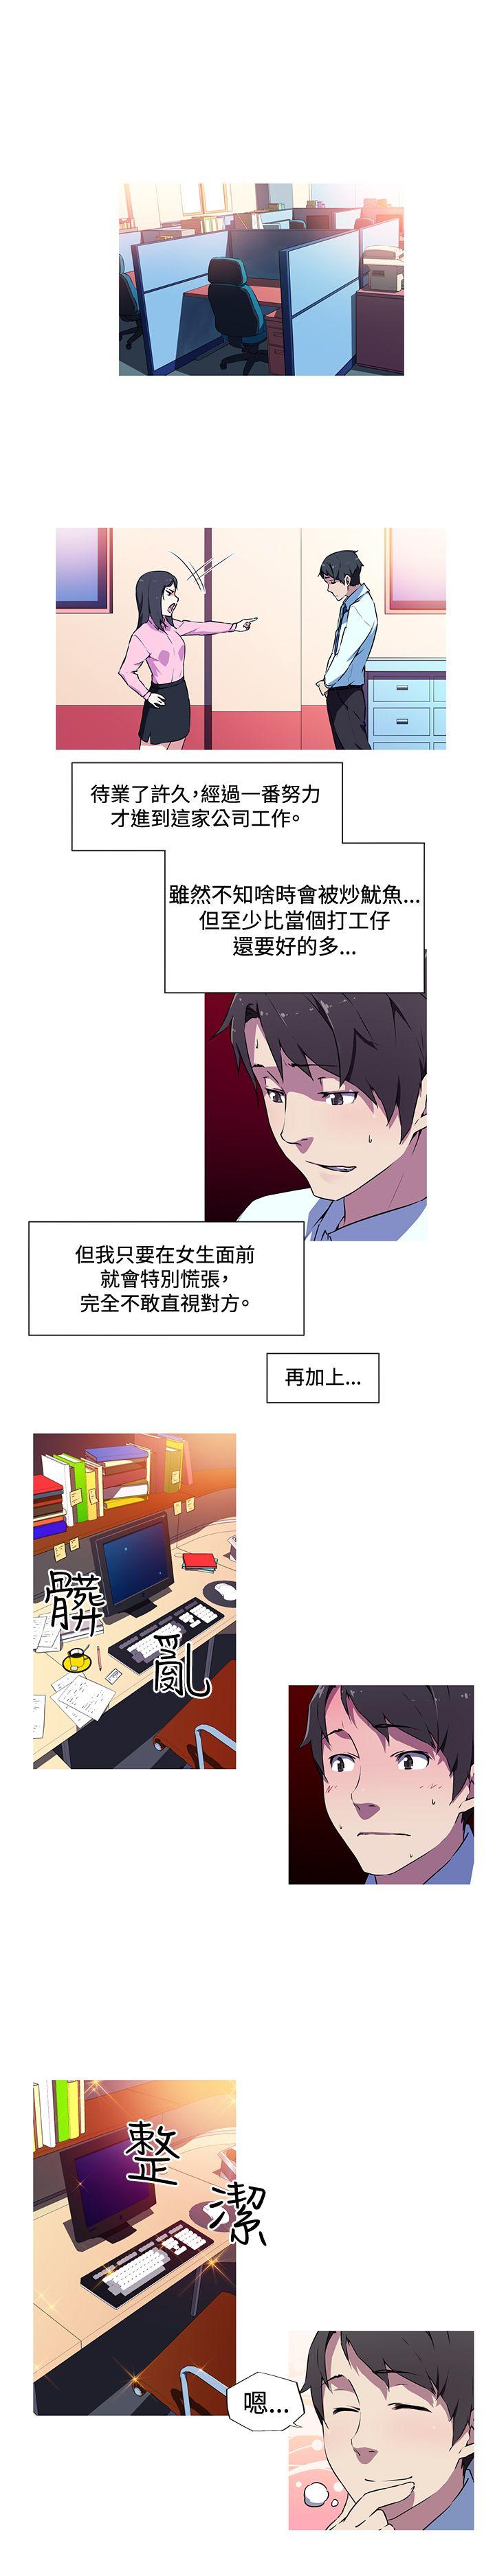 待業了許久，經過一番努力
才進到這家公司工作。
雖然不知啥時會被炒魷魚...
但至少比當個打工仔
還要好的多...
但我只要在女生面前
就會特別慌張，
完全不敢直視對方。
再加上...
髒
亂
整
潔
嗯...